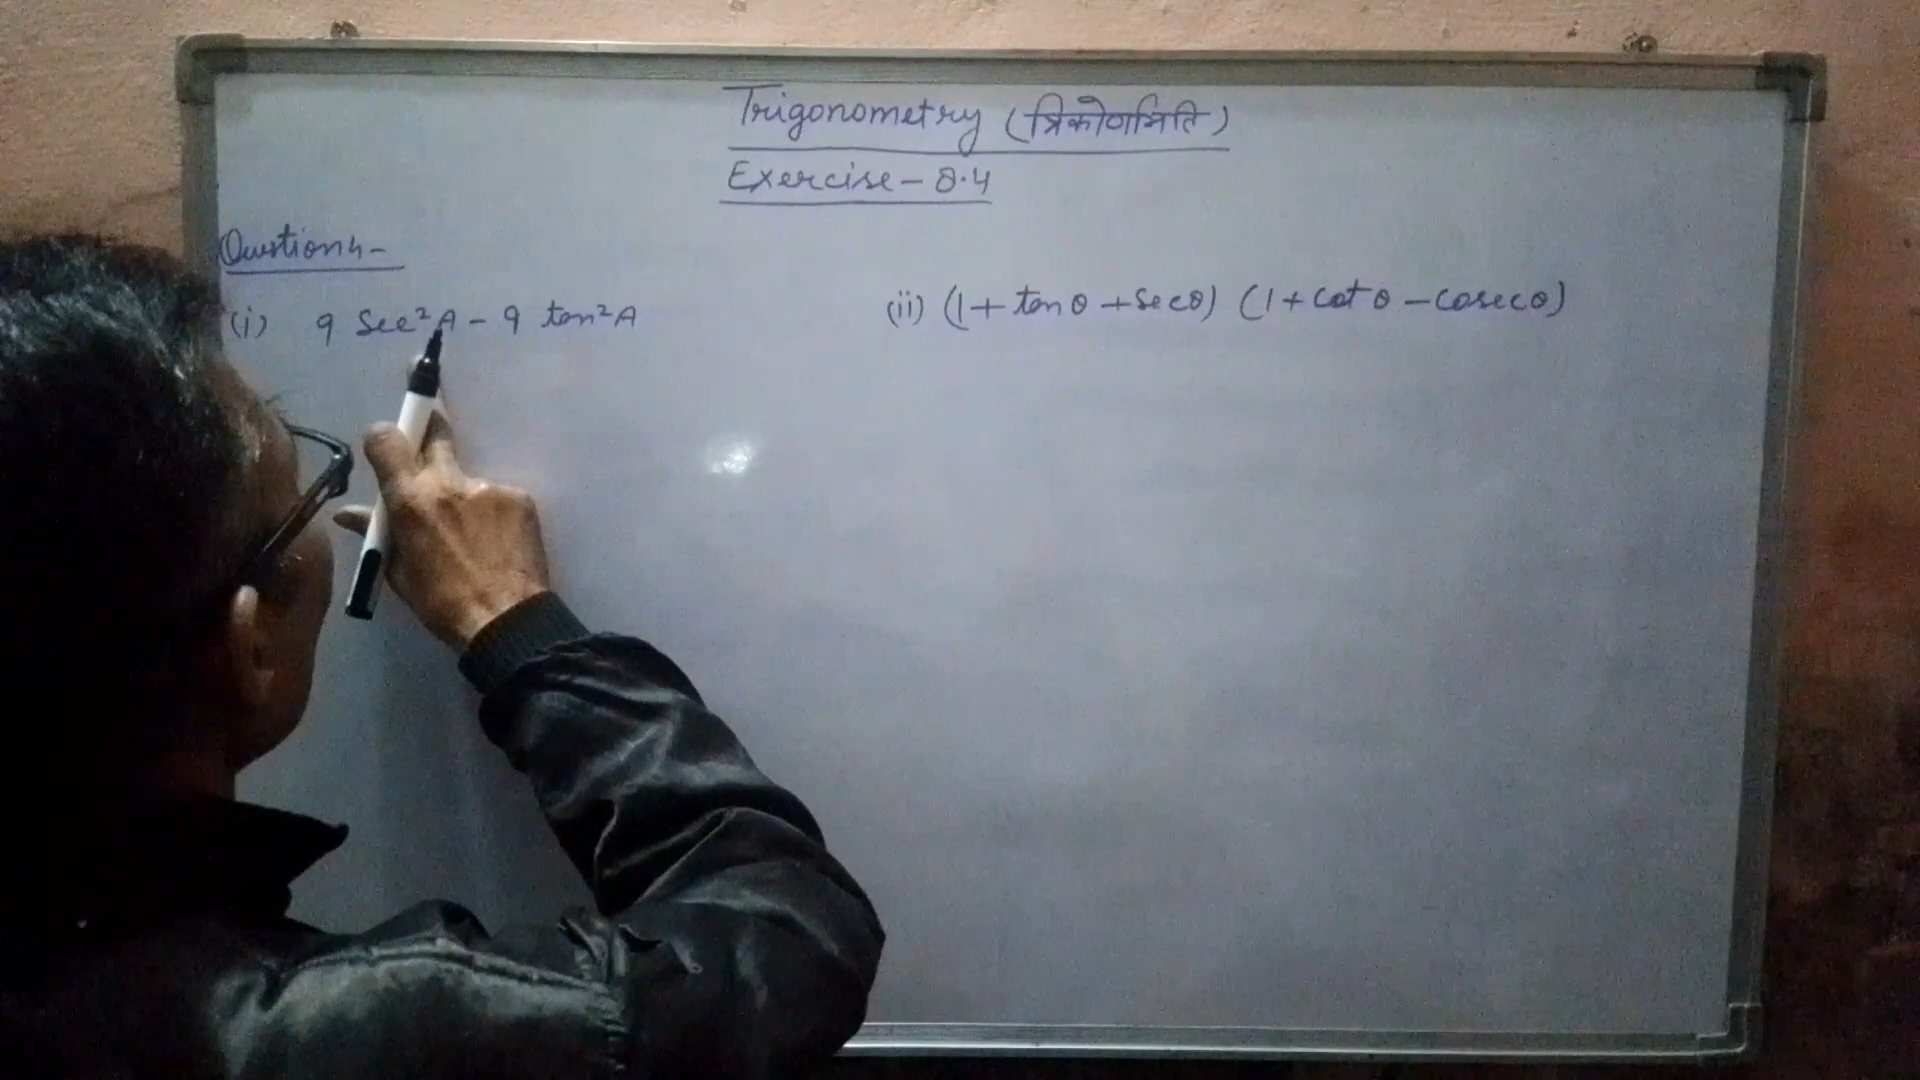 Trigonometry (त्रिकोणमिति)
Exercise - 8.4
Question 4 -
(i) 9 Sec²A - 9 tan²A
(ii) (1 + tan θ + Sec θ) (1 + cot θ - cosec θ)